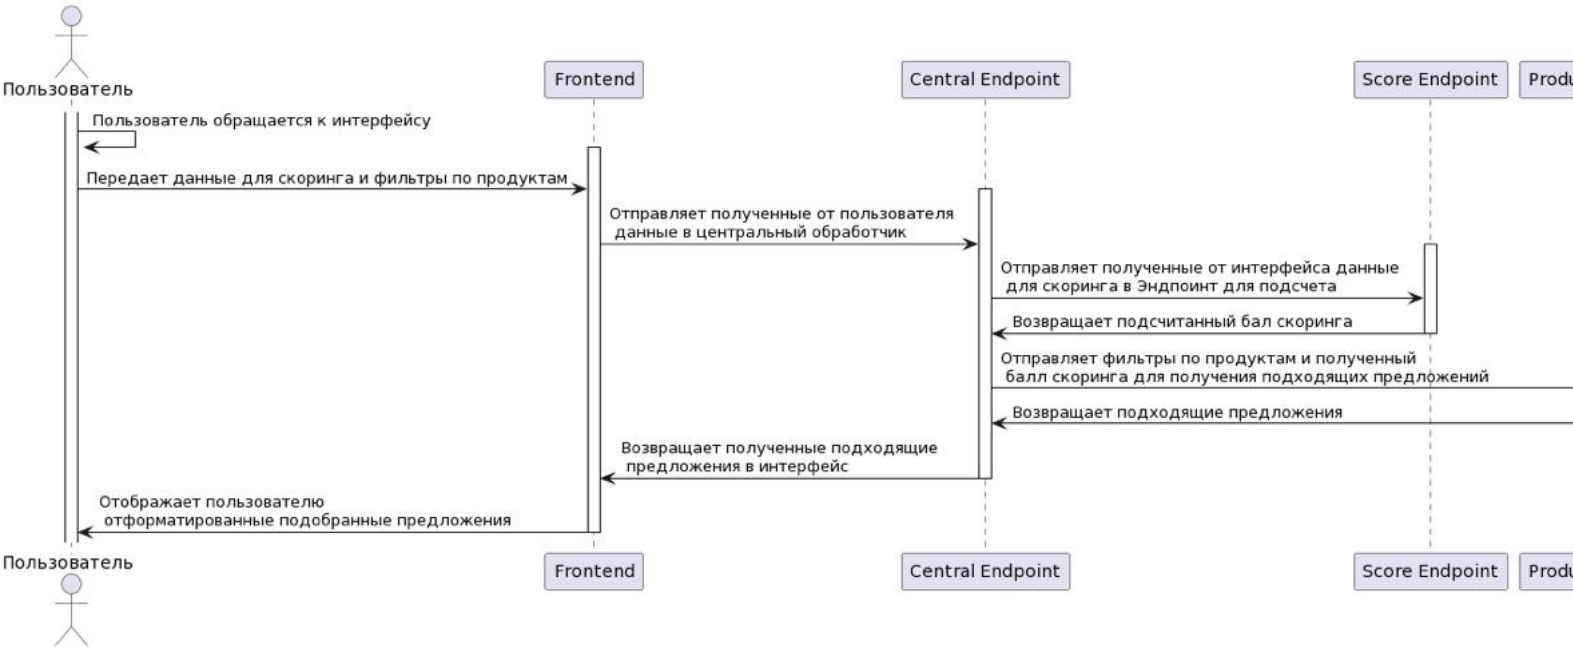 Пользователь
Frontend
Central Endpoint
Score Endpoint
Produ
Пользователь обращается к интерфейсу
Передает данные для скоринга и фильтры по продуктам
Отправляет полученные от пользователя
данные в центральный обработчик
Отправляет полученные от интерфейса данные
для скоринга в Эндпоинт для подсчета
Возвращает подсчитанный бал скоринга
Отправляет фильтры по продуктам и полученный
балл скоринга для получения подходящих предложений
Возвращает подходящие предложения
Возвращает полученные подходящие
предложения в интерфейс
Отображает пользователю
отформатированные подобранные предложения
Пользователь
Frontend
Central Endpoint
Score Endpoint
Produ